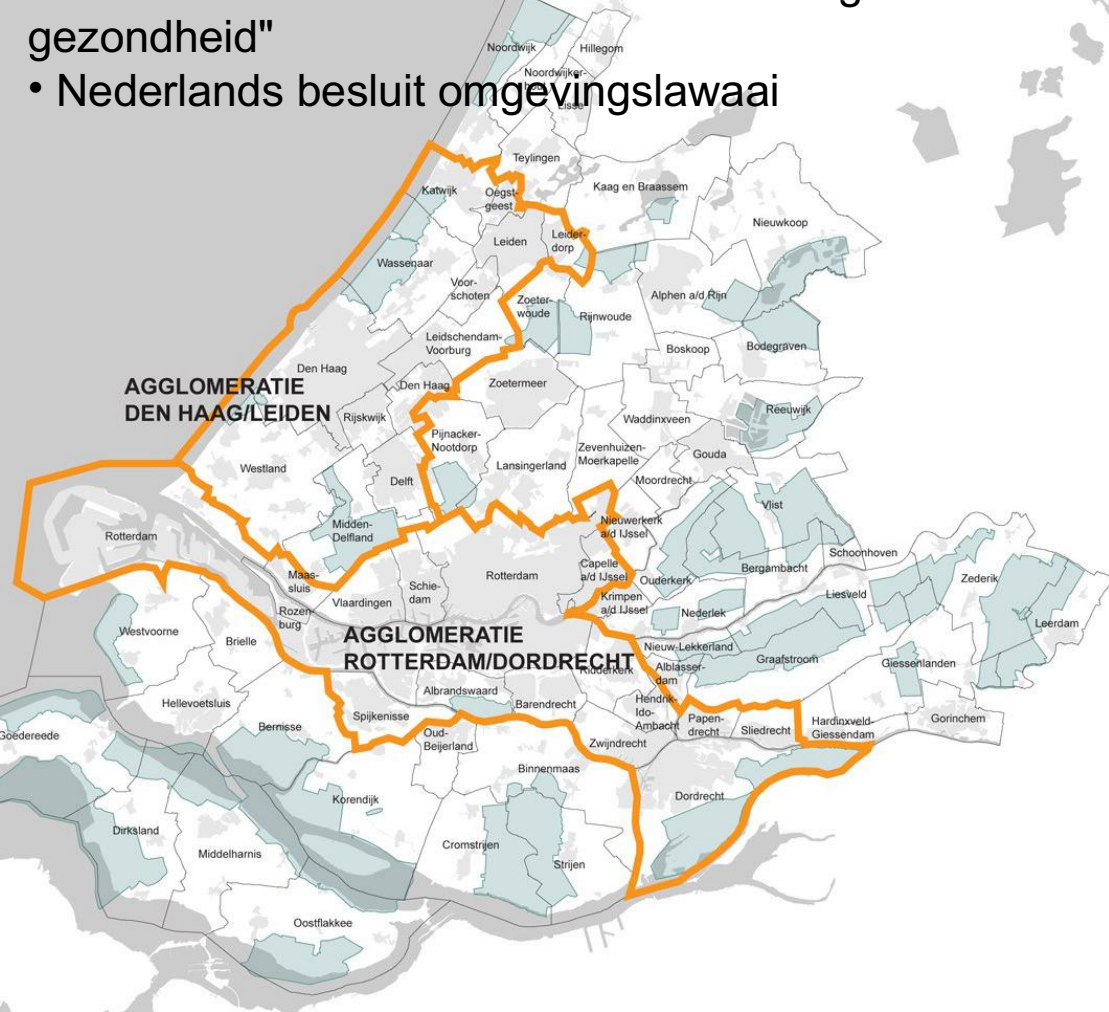 gezondheid"
• Nederlands besluit omgevingslawaai
Noordwijk
Hillegom
Noordwijker-
hout
Lisse
Teylingen
Katwijk
Oegst-
geest
Kaag en Braassem
Nieuwkoop
Leiden
Leider-
dorp
Wassenaar
Voor-
schoten
Zoeter-
woude
Rijnwoude
Alphen a/d Rijn
Leidschendam-
Voorburg
Boskoop
Bodegraven
Den Haag
AGGLOMERATIE
DEN HAAG/LEIDEN
Den Haag
Zoetermeer
Rijskwijk
Waddinxveen
Reeuwijk
Pijnacker-
Nootdorp
Zevenhuizen-
Moerkapelle
Gouda
Westland
Lansingerland
Delft
Moordrecht
Vlist
Midden-
Delfland
Nieuwerkerk
a/d IJssel
Rotterdam
Schoonhoven
Maas-
sluis
Schie-
dam
Rotterdam
Capelle
a/d IJssel
Ouderkerk
Bergambacht
Zederik
Vlaardingen
Krimpen
a/d IJssel
Liesveld
Rozen-
burg
Nederlek
Leerdam
Westvoorne
Brielle
AGGLOMERATIE
ROTTERDAM/DORDRECHT
Nieuw-Lekkerland
Graafstroom
Giessenlanden
Ridderkerk
Alblasser-
dam
Albrandswaard
Barendrecht
Hendrik-
Ido-
Ambacht
Hellevoetsluis
Spijkenisse
Papen-
drecht
Sliedrecht
Hardinxveld-
Giessendam
Gorinchem
Bernisse
Goedereede
Oud-
Beijerland
Zwijndrecht
Binnenmaas
Dordrecht
Korendijk
Dirksland
Middelharnis
Cromstrijen
Strijen
Oostflakkee